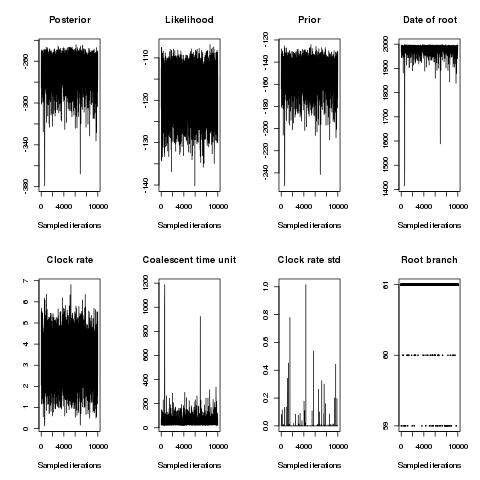 Posterior
-260
-300
-340
-380
0 4000 10000
Sampled iterations
Likelihood
-110
-120
-130
-140
0 4000 10000
Sampled iterations
Prior
-120
-140
-160
-180
-200
-240
0 4000 10000
Sampled iterations
Date of root
2000
1900
1800
1700
1600
1500
1400
0 4000 10000
Sampled iterations
Clock rate
7
6
5
4
3
2
1
0
0 4000 10000
Sampled iterations
Coalescent time unit
1200
1000
800
600
400
200
0
0 4000 10000
Sampled iterations
Clock rate std
1.0
0.8
0.6
0.4
0.2
0.0
0 4000 10000
Sampled iterations
Root branch
61
60
59
0 4000 10000
Sampled iterations